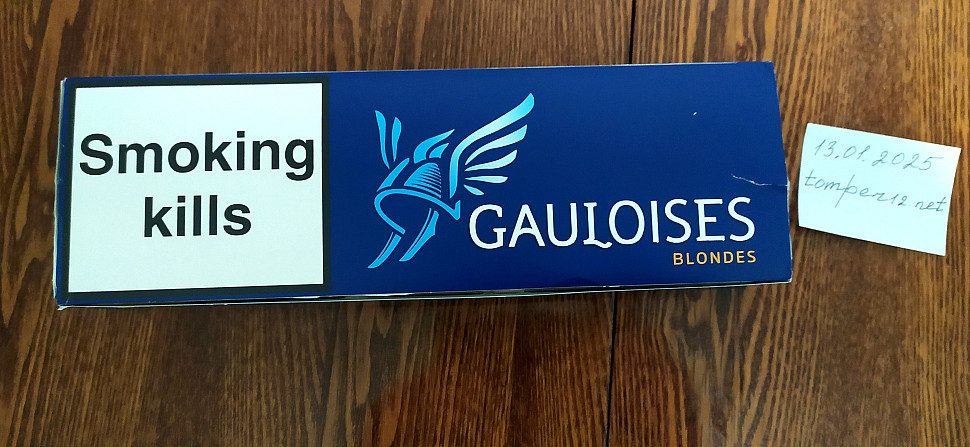 Smoking
kills
GAULOISES
BLONDES
13.01.2025
tomper12 net